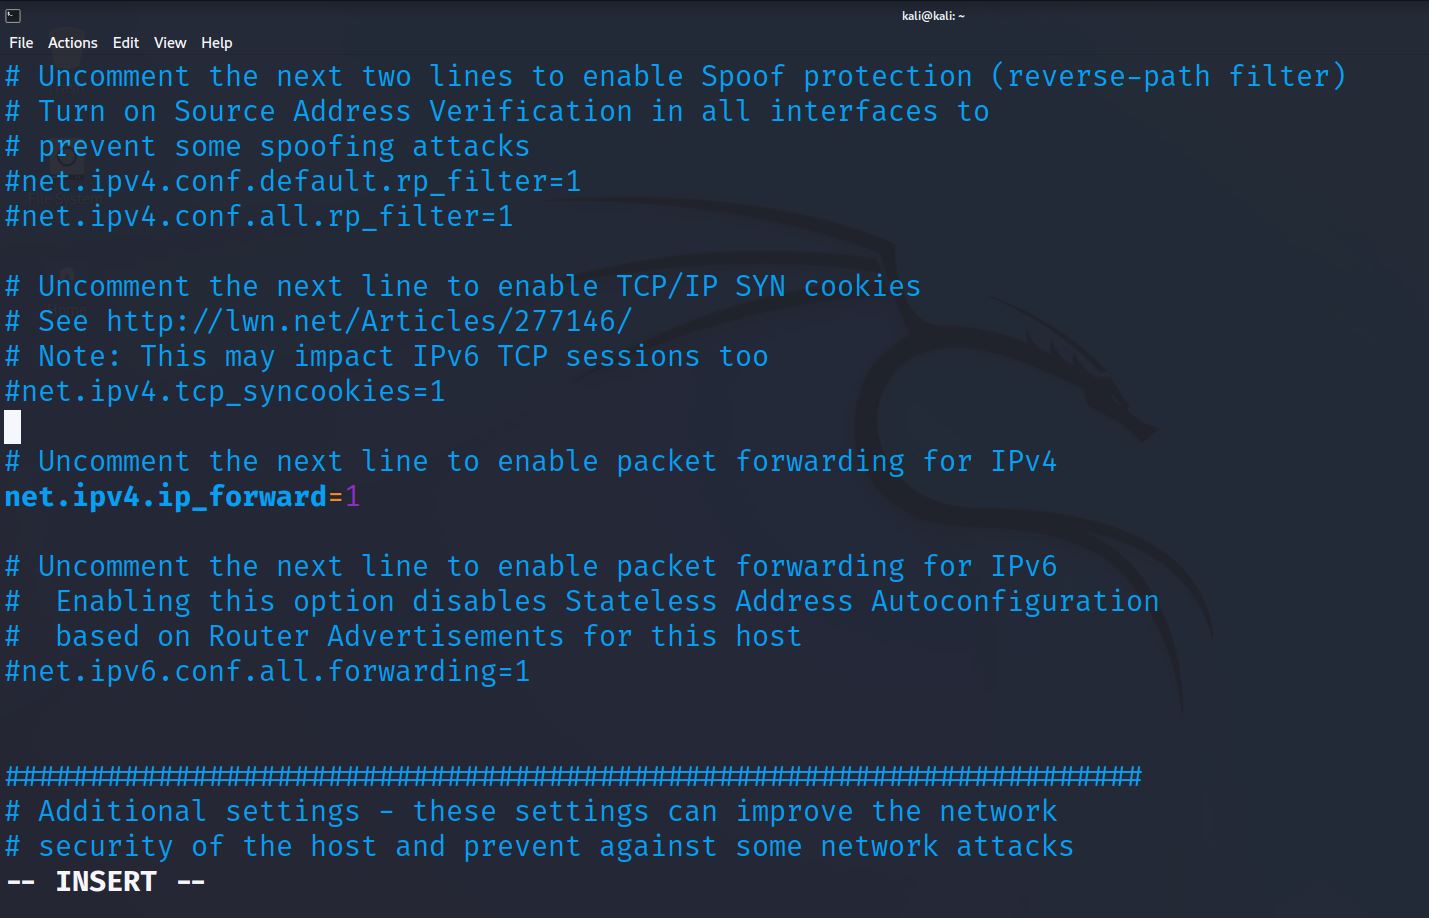 kali@kali: ~
File Actions Edit View Help
# Uncomment the next two lines to enable Spoof protection (reverse-path filter)
# Turn on Source Address Verification in all interfaces to
# prevent some spoofing attacks
#net.ipv4.conf.default.rp_filter=1
#net.ipv4.conf.all.rp_filter=1
# Uncomment the next line to enable TCP/IP SYN cookies
# See http://lwn.net/Articles/277146/
# Note: This may impact IPv6 TCP sessions too
#net.ipv4.tcp_syncookies=1
# Uncomment the next line to enable packet forwarding for IPv4
net.ipv4.ip_forward=1
# Uncomment the next line to enable packet forwarding for IPv6
#  Enabling this option disables Stateless Address Autoconfiguration
#  based on Router Advertisements for this host
#net.ipv6.conf.all.forwarding=1
###################################################################
# Additional settings - these settings can improve the network
# security of the host and prevent against some network attacks
-- INSERT --